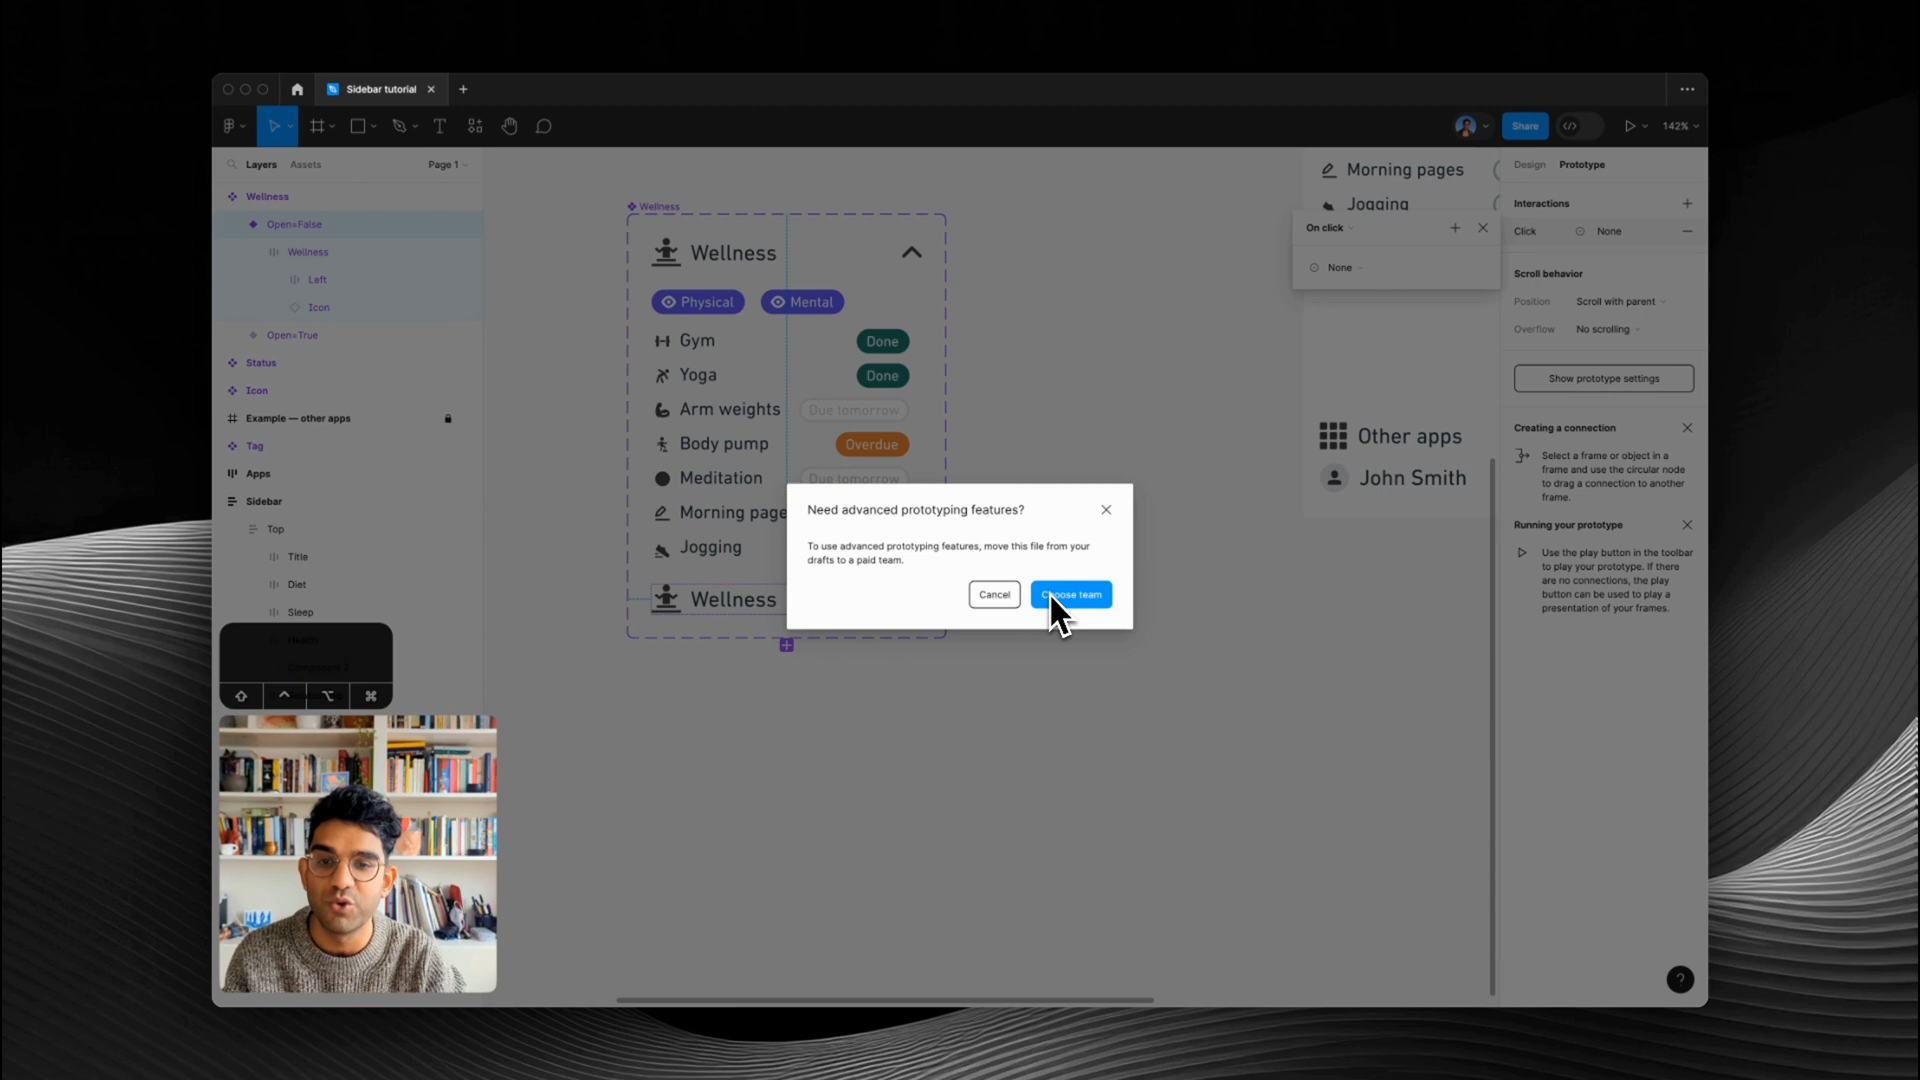 Sidebar tutorial
Share
142%
Layers
Assets
Page 1
Wellness
Open=False
Wellness
Left
Icon
Open=True
Status
Icon
Example — other apps
Tag
Apps
Sidebar
Top
Title
Diet
Sleep
Health
Component 2
Wellness
Wellness
Physical
Mental
Gym
Done
Yoga
Done
Arm weights
Due tomorrow
Body pump
Overdue
Meditation
Due tomorrow
Morning page
Jogging
Wellness
Need advanced prototyping features?
To use advanced prototyping features, move this file from your
drafts to a paid team.
Cancel
Choose team
Morning pages
Jogging
On click
None
Other apps
John Smith
Design
Prototype
Interactions
Click
None
Scroll behavior
Position
Scroll with parent
Overflow
No scrolling
Show prototype settings
Creating a connection
Select a frame or object in a
frame and use the circular node
to drag a connection to another
frame.
Running your prototype
Use the play button in the toolbar
to play your prototype. If there
are no connections, the play
button can be used to play a
presentation of your frames.
?